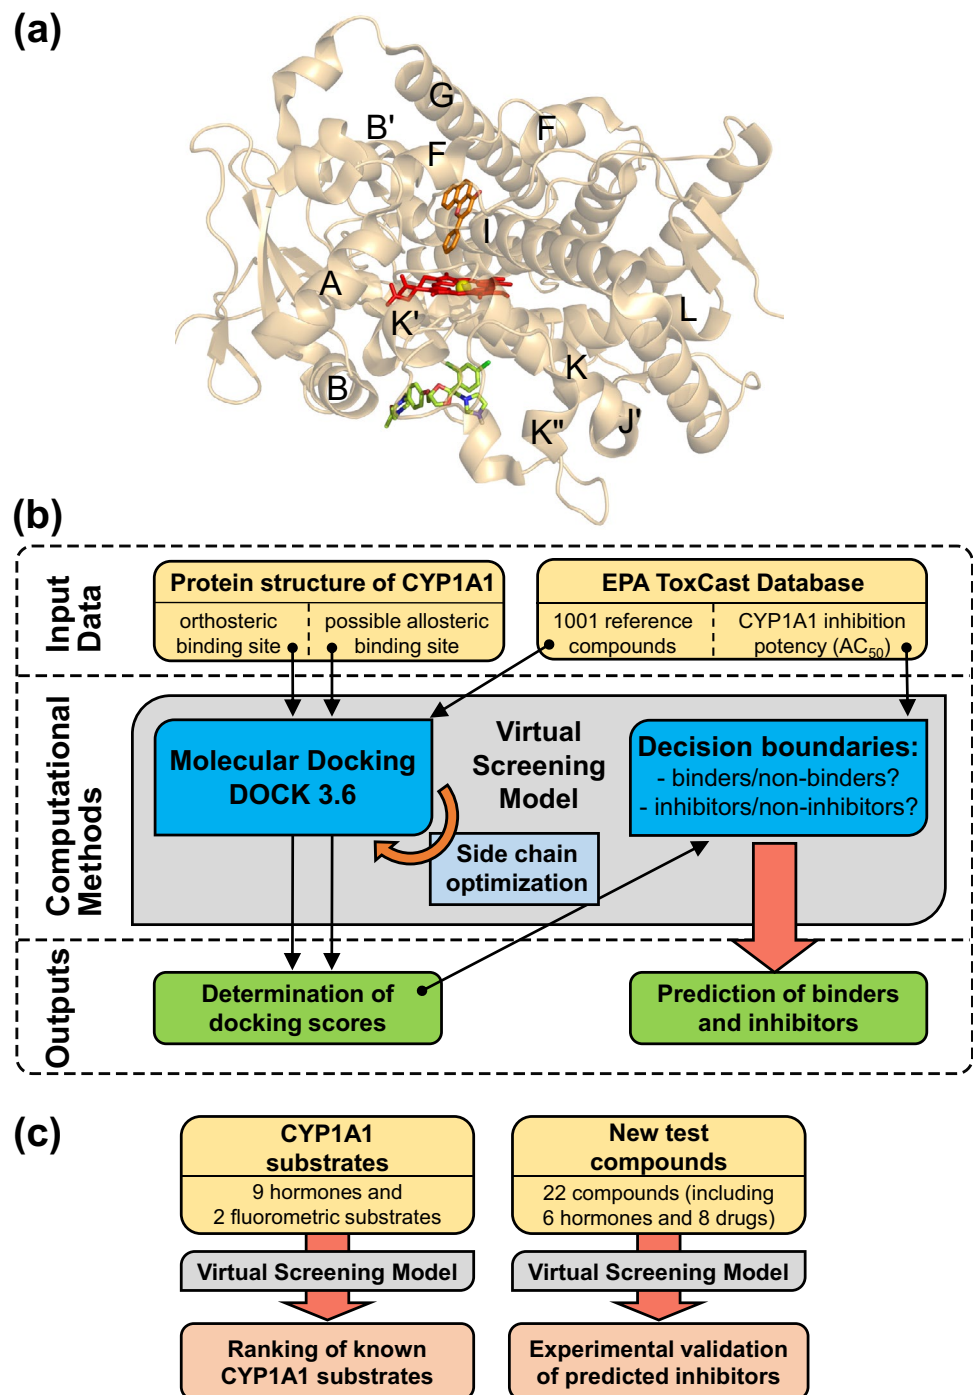 (a)
G
B'
F
F
I
A
K'
L
B
K
K"
J'
(b)
Input
Data
Protein structure of CYP1A1
orthosteric
binding site
possible allosteric
binding site
EPA ToxCast Database
1001 reference
compounds
CYP1A1 inhibition
potency (AC50)
Computational
Methods
Molecular Docking
DOCK 3.6
Virtual
Screening
Model
Decision boundaries:
- binders/non-binders?
- inhibitors/non-inhibitors?
Side chain
optimization
Outputs
Determination of
docking scores
Prediction of binders
and inhibitors
(c)
CYP1A1
substrates
9 hormones and
2 fluorometric substrates
Virtual Screening Model
Ranking of known
CYP1A1 substrates
New test
compounds
22 compounds (including
6 hormones and 8 drugs)
Virtual Screening Model
Experimental validation
of predicted inhibitors